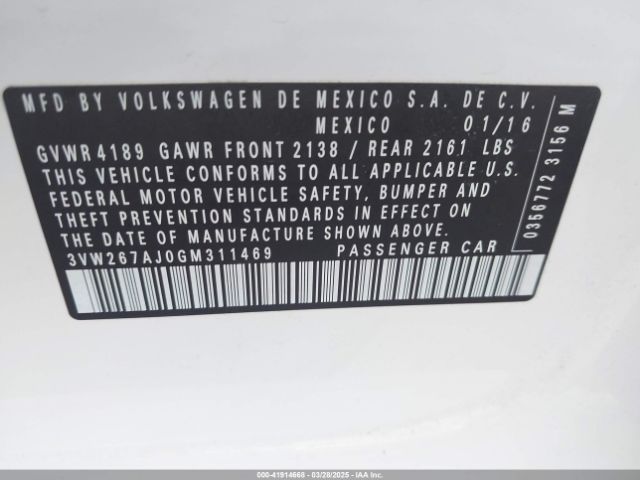 MFD BY VOLKSWAGEN DE MEXICO S.A. DE C.V.
MEXICO 01/16
GVWR 4189 GAWR FRONT 2138 / REAR 2161 LBS
THIS VEHICLE CONFORMS TO ALL APPLICABLE U.S.
FEDERAL MOTOR VEHICLE SAFETY, BUMPER AND
THEFT PREVENTION STANDARDS IN EFFECT ON
THE DATE OF MANUFACTURE SHOWN ABOVE.
3VW267AJ0GM311469 PASSENGER CAR
0356772 3156 M
000-41914668 - 03/28/2025 - IAA Inc.